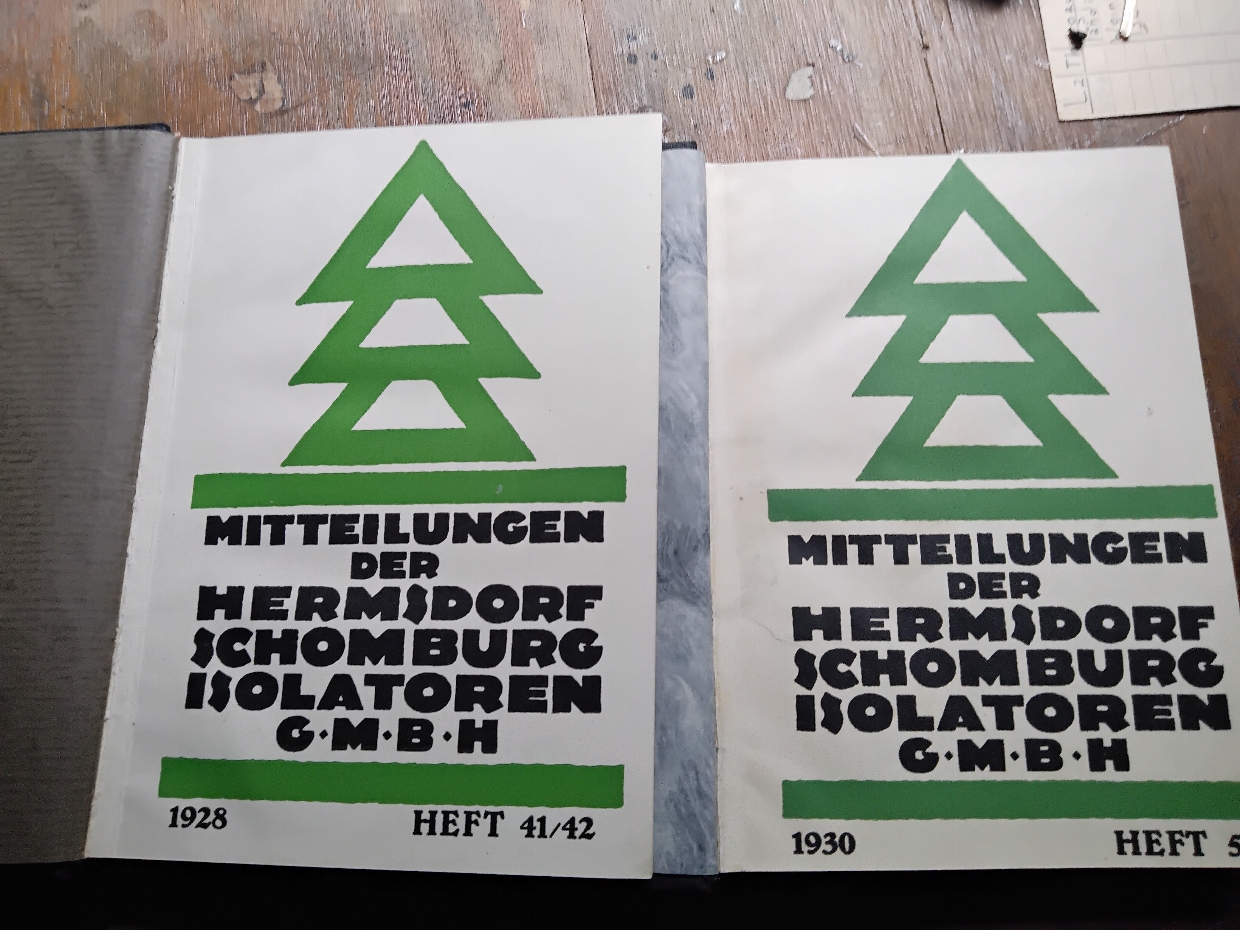 MITTEILUNGEN
DER
HERMSDORF
SCHOMBURG
ISOLATOREN
G·M·B·H
1928 HEFT 41/42
MITTEILUNGEN
DER
HERMSDORF
SCHOMBURG
ISOLATOREN
G·M·B·H
1930 HEFT